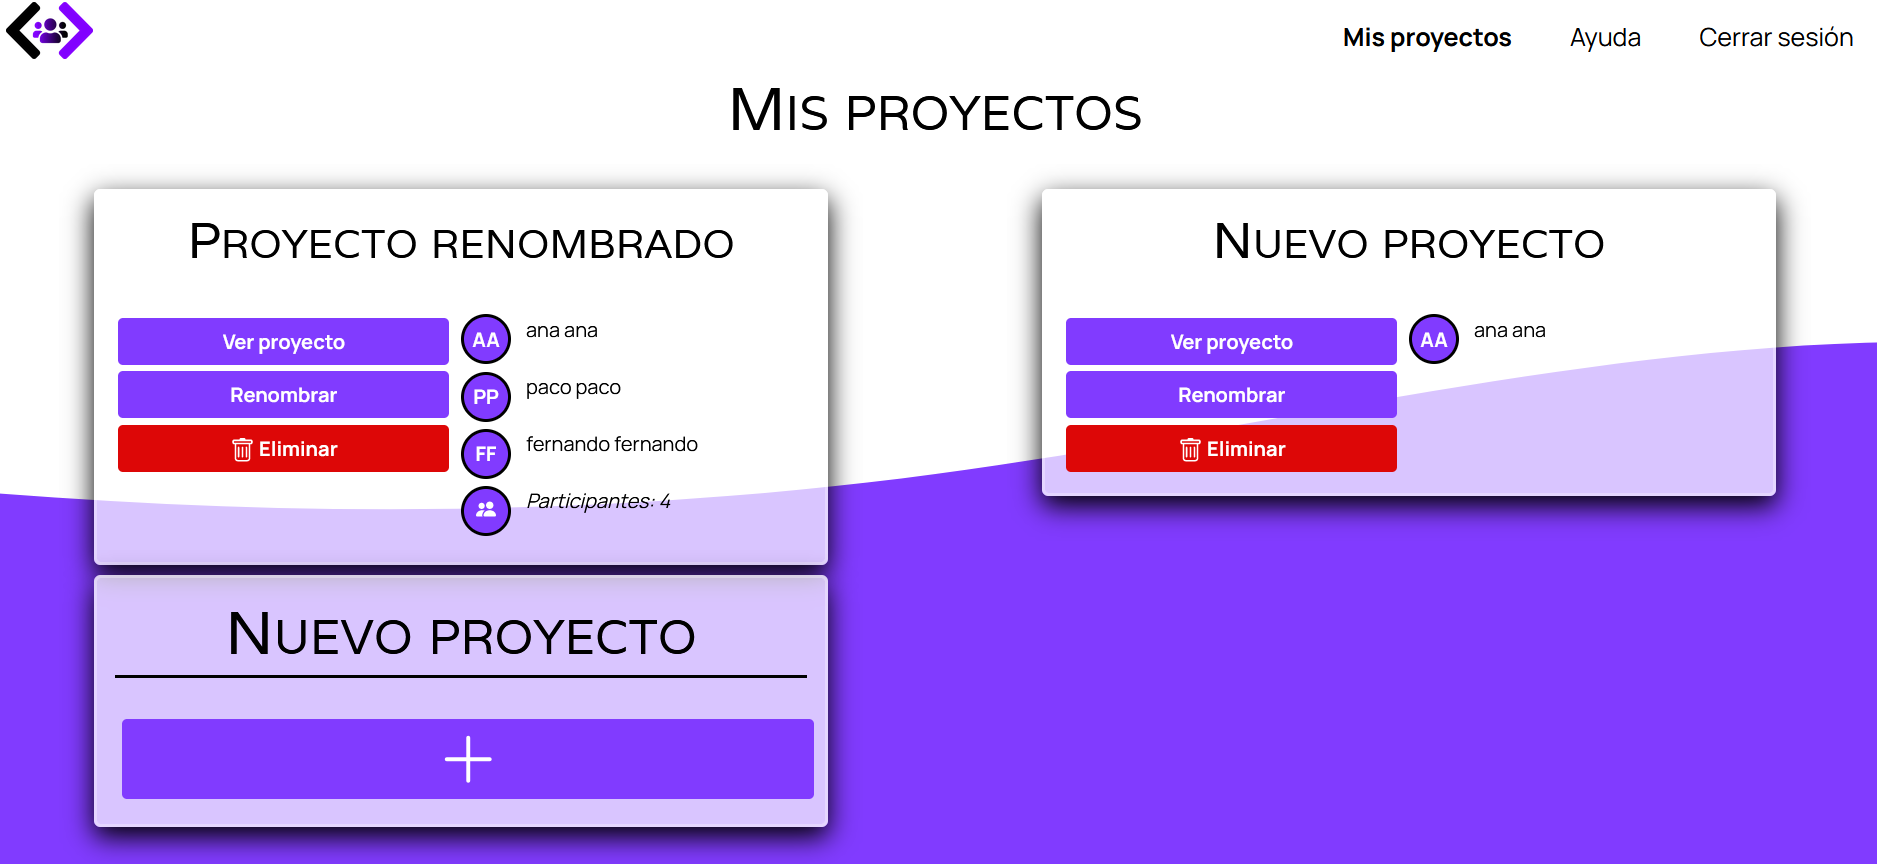 Mis proyectos
Ayuda
Cerrar sesión
Mis proyectos
Proyecto renombrado
Ver proyecto
Renombrar
Eliminar
AA ana ana
PP paco paco
FF fernando fernando
Participantes: 4
Nuevo proyecto
Ver proyecto
Renombrar
Eliminar
AA ana ana
Nuevo proyecto